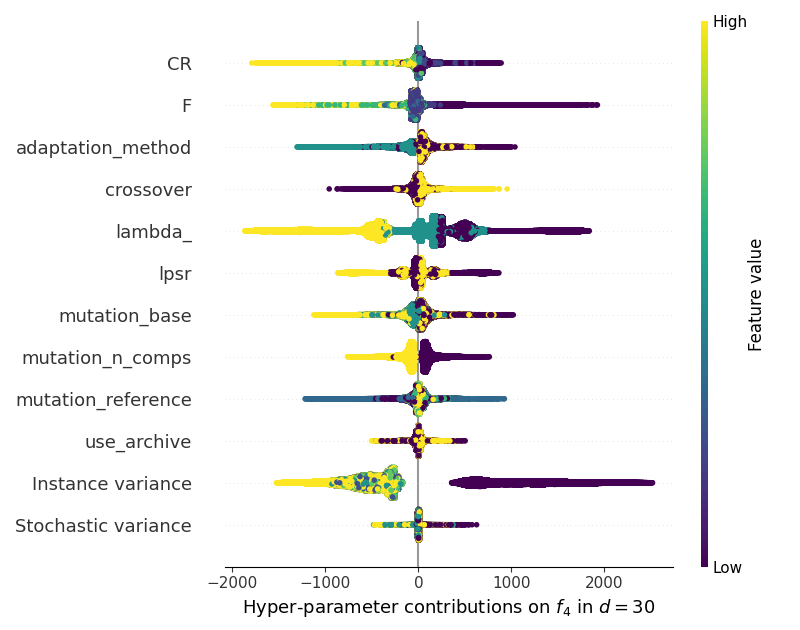 High
CR
F
adaptation_method
crossover
lambda_
lpsr
mutation_base
mutation_n_comps
mutation_reference
use_archive
Instance variance
Stochastic variance
Feature value
Low
−2000 −1000 0 1000 2000
Hyper-parameter contributions on f₄ in d = 30